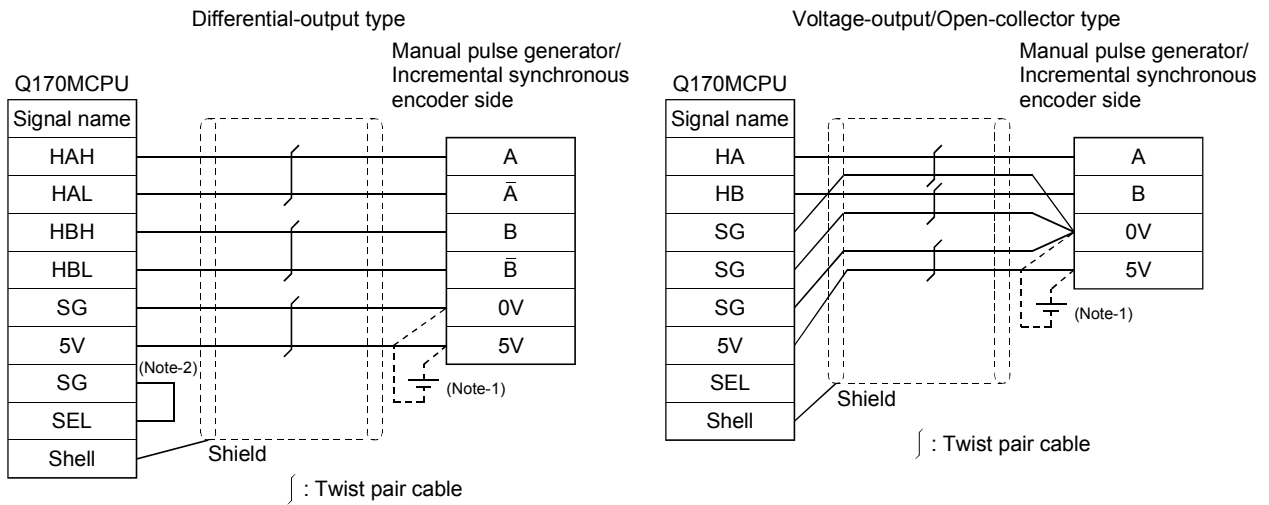 Differential-output type
Manual pulse generator/
Incremental synchronous
encoder side
Q170MCPU
Signal name
HAH
HAL
HBH
HBL
SG
5V
SG
SEL
Shell
A
A̅
B
B̅
0V
5V
(Note-2)
(Note-1)
Shield
: Twist pair cable
Voltage-output/Open-collector type
Manual pulse generator/
Incremental synchronous
encoder side
Q170MCPU
Signal name
HA
HB
SG
SG
SG
5V
SEL
Shell
A
B
0V
5V
(Note-1)
Shield
: Twist pair cable